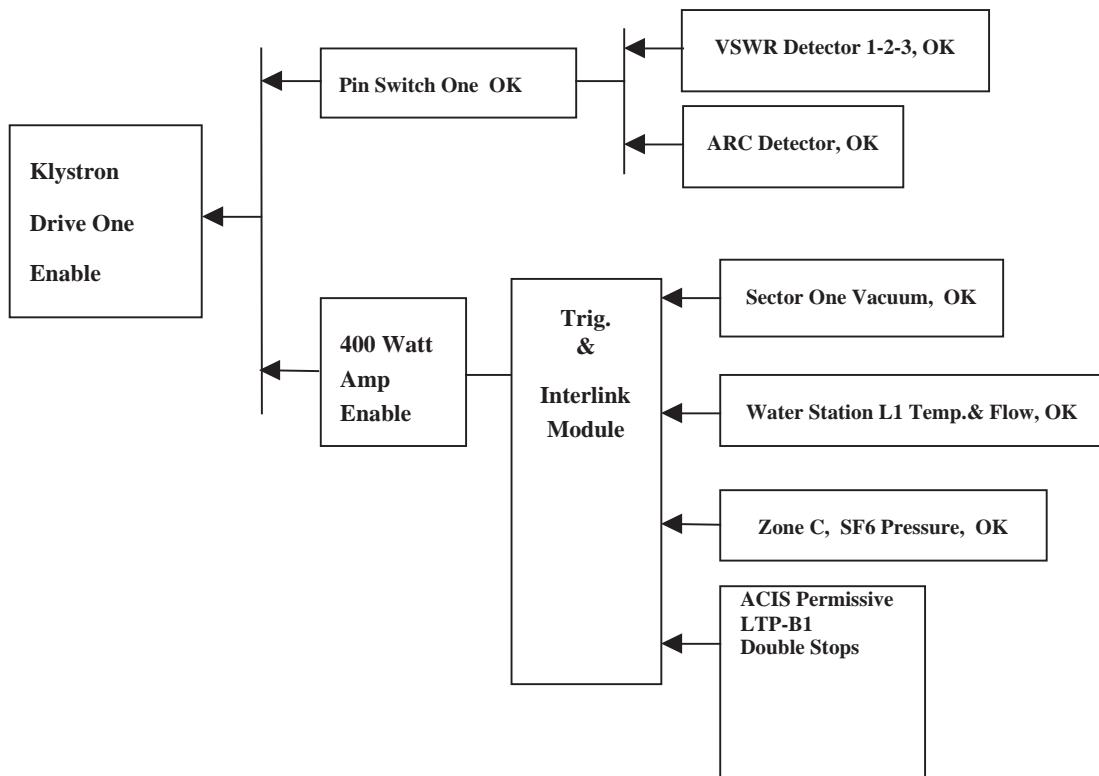 VSWR Detector 1-2-3, OK
Pin Switch One OK
ARC Detector, OK
Klystron
Drive One
Enable
Sector One Vacuum, OK
Trig.
&
Interlink
Module
400 Watt
Amp
Enable
Water Station L1 Temp.& Flow, OK
Zone C, SF6 Pressure, OK
ACIS Permissive
LTP-B1
Double Stops